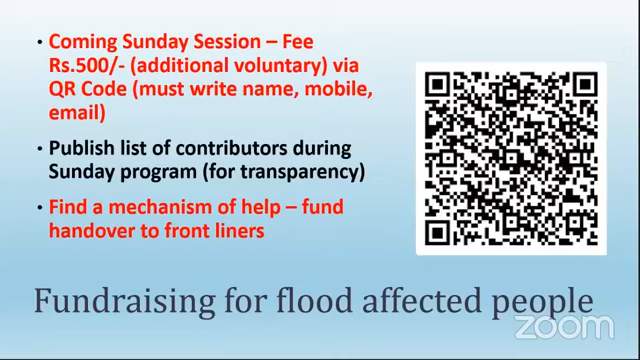 • Coming Sunday Session – Fee
Rs.500/- (additional voluntary) via
QR Code (must write name, mobile,
email)
• Publish list of contributors during
Sunday program (for transparency)
• Find a mechanism of help – fund
handover to front liners
Fundraising for flood affected people
zoom